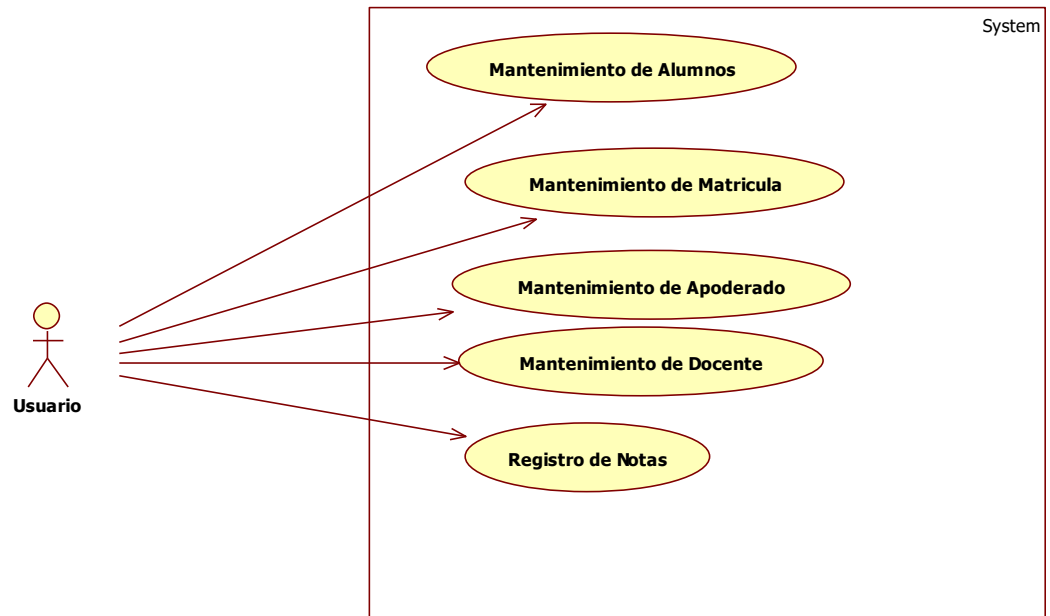 System
Mantenimiento de Alumnos
Mantenimiento de Matricula
Mantenimiento de Apoderado
Mantenimiento de Docente
Usuario
Registro de Notas